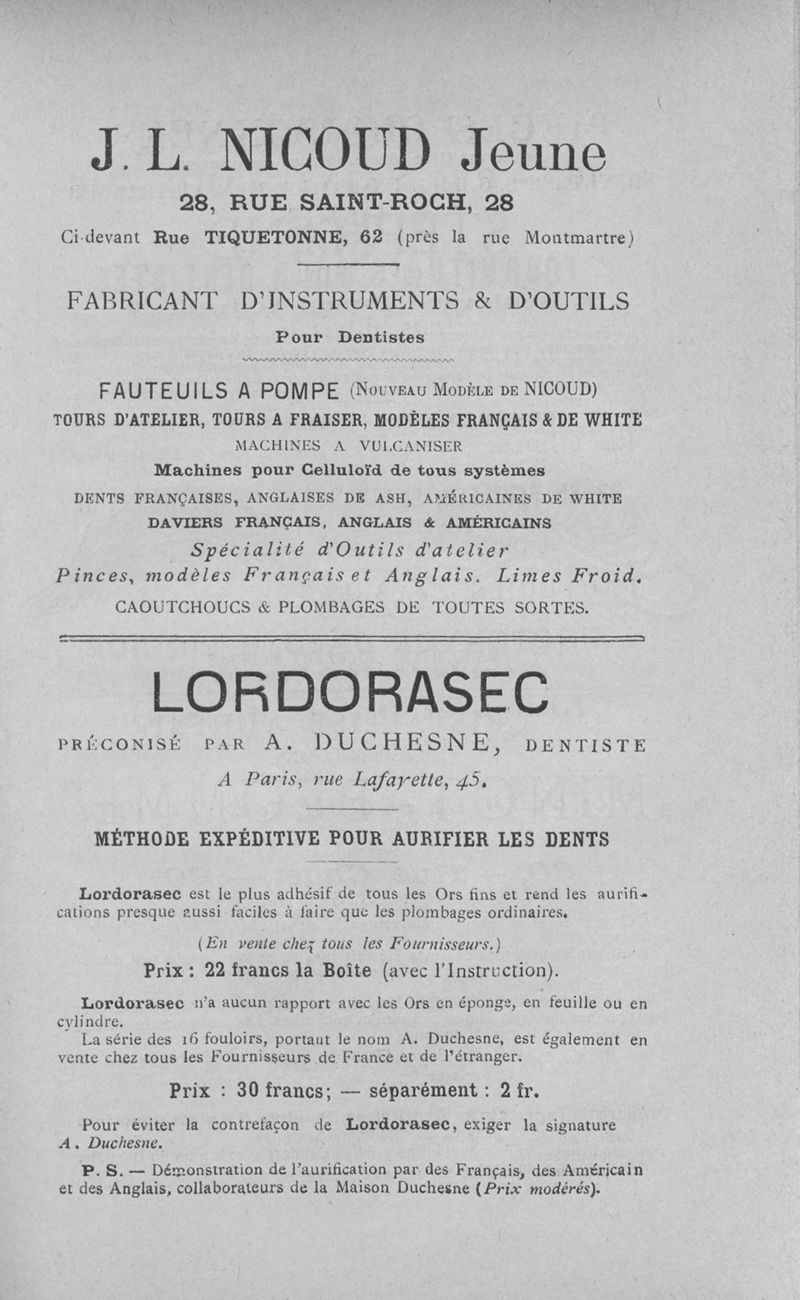 J. L. NICOUD Jeune
28, RUE SAINT-ROCH, 28
Ci-devant Rue TIQUETONNE, 62 (près la rue Montmartre)
FABRICANT D'INSTRUMENTS & D'OUTILS
Pour Dentistes
FAUTEUILS A POMPE (Nouveau Modèle de NICOUD)
TOURS D'ATELIER, TOURS A FRAISER, MODÈLES FRANÇAIS & DE WHITE
MACHINES A VULCANISER
Machines pour Celluloïd de tous systèmes
DENTS FRANÇAISES, ANGLAISES DE ASH, AMÉRICAINES DE WHITE
DAVIERS FRANÇAIS, ANGLAIS & AMÉRICAINS
Spécialité d'Outils d'atelier
Pinces, modèles Français et Anglais. Limes Froid.
CAOUTCHOUCS & PLOMBAGES DE TOUTES SORTES.
LORDORASEC
PRÉCONISÉ PAR A. DUCHESNE, DENTISTE
A Paris, rue Lafayette, 45.
MÉTHODE EXPÉDITIVE POUR AURIFIER LES DENTS
Lordorasec est le plus adhésif de tous les Ors fins et rend les aurifi-
cations presque aussi faciles à faire que les plombages ordinaires.
(En vente chez tous les Fournisseurs.)
Prix : 22 francs la Boîte (avec l'Instruction).
Lordorasec n'a aucun rapport avec les Ors en éponge, en feuille ou en
cylindre.
La série des 16 fouloirs, portant le nom A. Duchesne, est également en
vente chez tous les Fournisseurs de France et de l'étranger.
Prix : 30 francs; — séparément : 2 fr.
Pour éviter la contrefaçon de Lordorasec, exiger la signature
A. Duchesne.
P. S. — Démonstration de l'aurification par des Français, des Américain
et des Anglais, collaborateurs de la Maison Duchesne (Prix modérés).